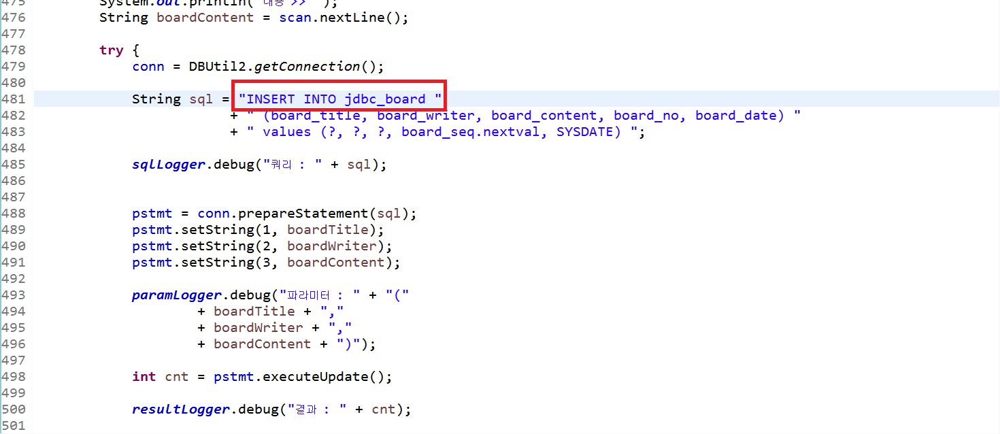 475 System.out.println("내용 >> ");
476 String boardContent = scan.nextLine();
477
478 try {
479 conn = DBUtil2.getConnection();
480
481 String sql = "INSERT INTO jdbc_board "
482 + " (board_title, board_writer, board_content, board_no, board_date) "
483 + " values (?, ?, ?, board_seq.nextval, SYSDATE) ";
484
485 sqlLogger.debug("쿼리 : " + sql);
486
487
488 pstmt = conn.prepareStatement(sql);
489 pstmt.setString(1, boardTitle);
490 pstmt.setString(2, boardWriter);
491 pstmt.setString(3, boardContent);
492
493 paramLogger.debug("파라미터 : " + "("
494 + boardTitle + ","
495 + boardWriter + ","
496 + boardContent + ")");
497
498 int cnt = pstmt.executeUpdate();
499
500 resultLogger.debug("결과 : " + cnt);
501